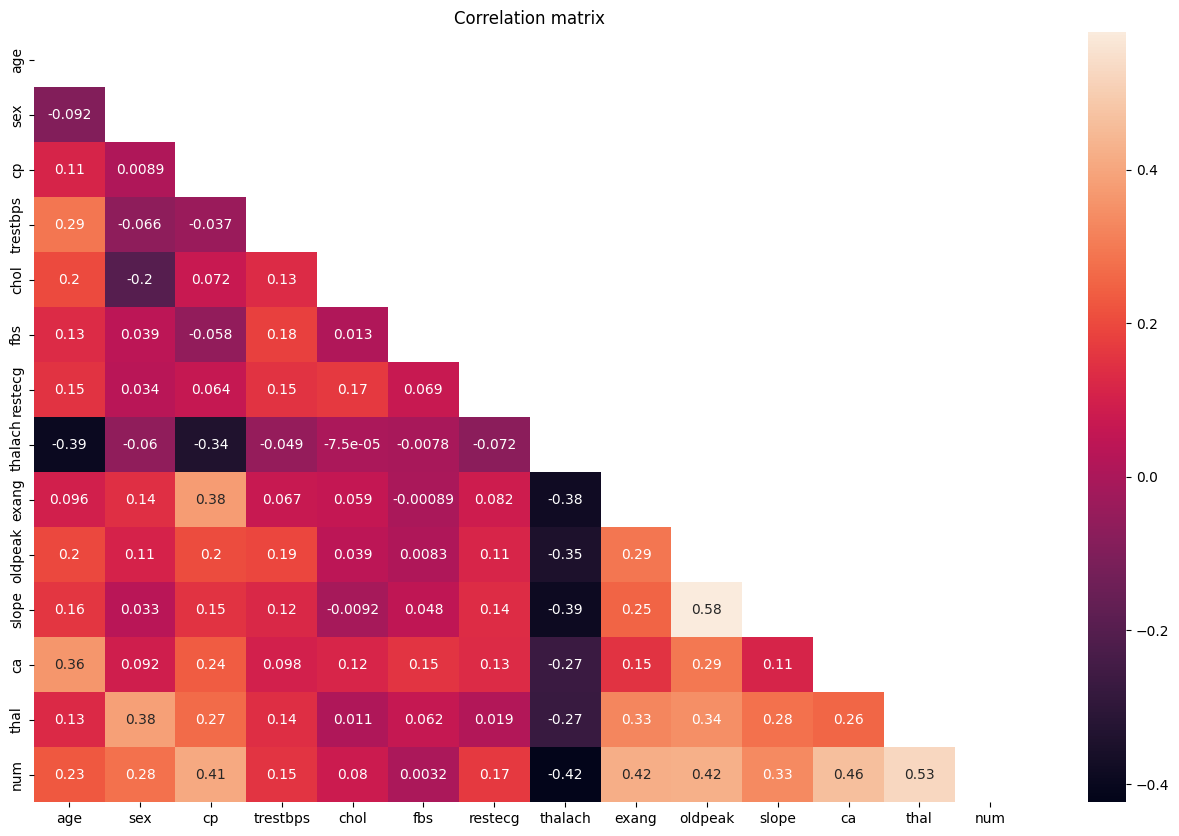 Correlation matrix
age
sex -0.092
cp 0.11 0.0089
trestbps 0.29 -0.066 -0.037
chol 0.2 -0.2 0.072 0.13
fbs 0.13 0.039 -0.058 0.18 0.013
restecg 0.15 0.034 0.064 0.15 0.17 0.069
thalach -0.39 -0.06 -0.34 -0.049 -7.5e-05 -0.0078 -0.072
exang 0.096 0.14 0.38 0.067 0.059 -0.00089 0.082 -0.38
oldpeak 0.2 0.11 0.2 0.19 0.039 0.0083 0.11 -0.35 0.29
slope 0.16 0.033 0.15 0.12 -0.0092 0.048 0.14 -0.39 0.25 0.58
ca 0.36 0.092 0.24 0.098 0.12 0.15 0.13 -0.27 0.15 0.29 0.11
thal 0.13 0.38 0.27 0.14 0.011 0.062 0.019 -0.27 0.33 0.34 0.28 0.26
num 0.23 0.28 0.41 0.15 0.08 0.0032 0.17 -0.42 0.42 0.42 0.33 0.46 0.53
age sex cp trestbps chol fbs restecg thalach exang oldpeak slope ca thal num
0.4
0.2
0.0
−0.2
−0.4